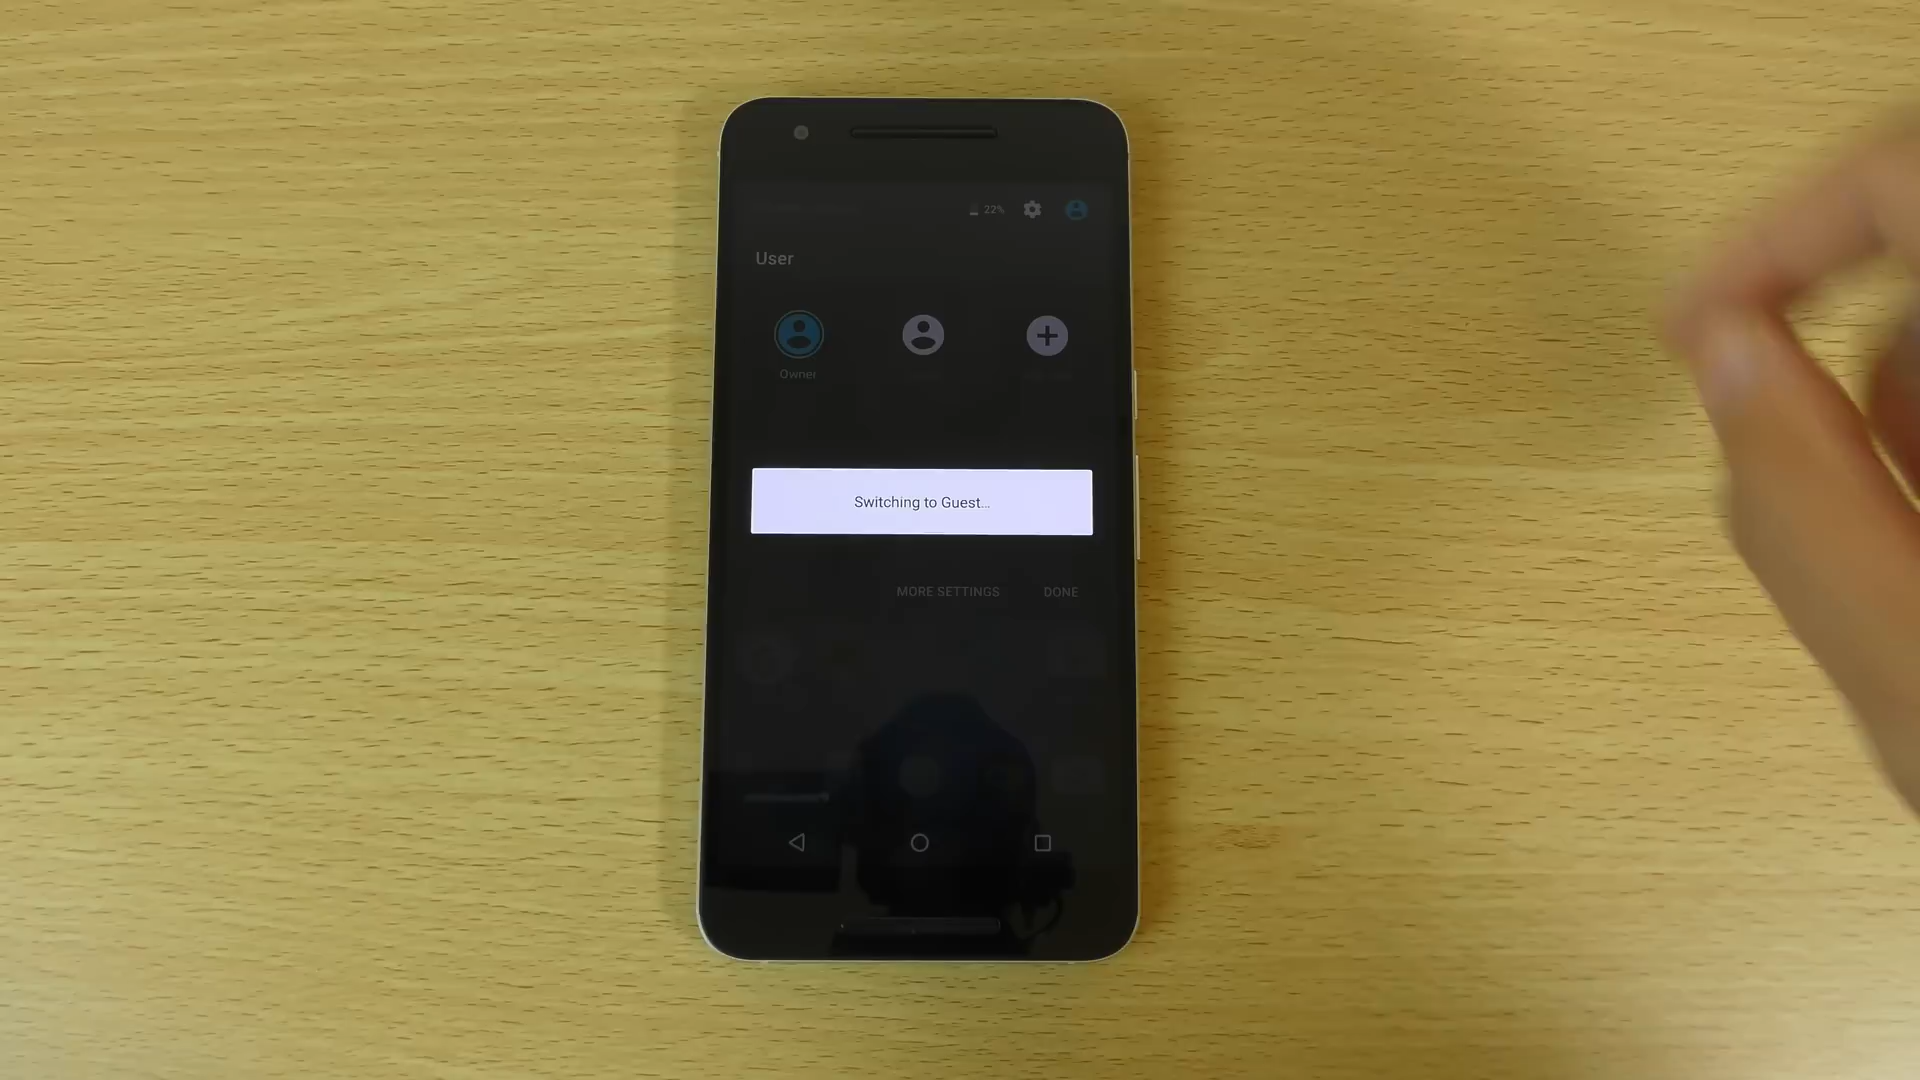 22%
User
Owner
Switching to Guest...
MORE SETTINGS DONE